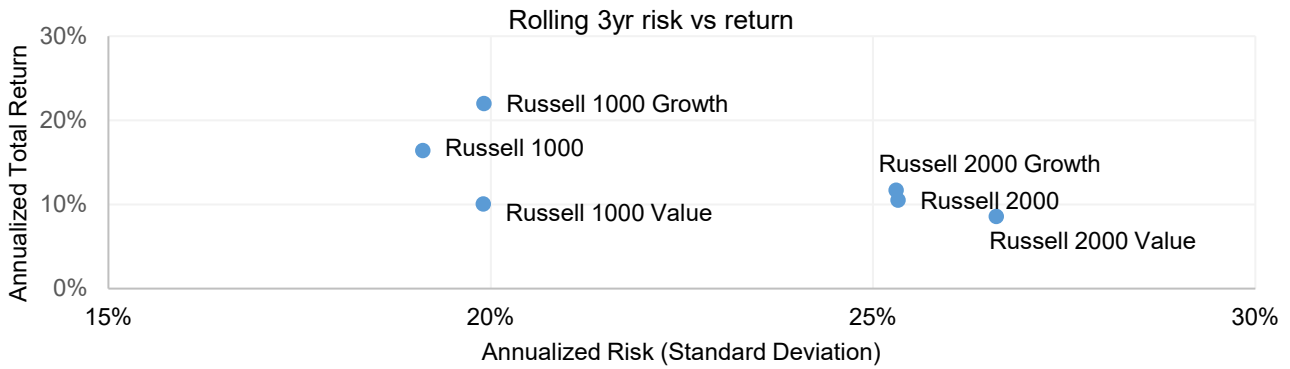 Rolling 3yr risk vs return
Annualized Total Return
30%
20%
10%
0%
Russell 1000 Growth
Russell 1000
Russell 1000 Value
Russell 2000 Growth
Russell 2000
Russell 2000 Value
15%
20%
25%
30%
Annualized Risk (Standard Deviation)